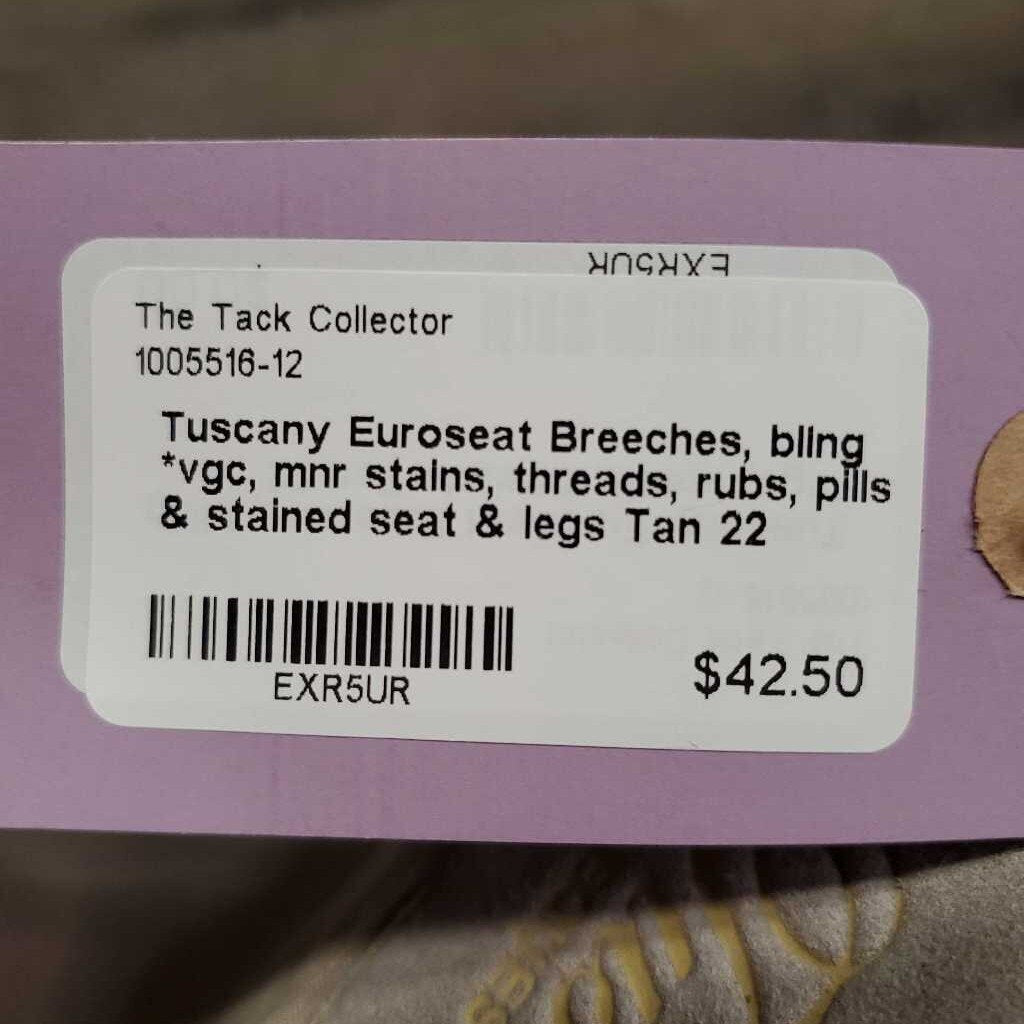 EXR5UR
The Tack Collector
1005516-12
Tuscany Euroseat Breeches, bling
*vgc, mnr stains, threads, rubs, pills
& stained seat & legs Tan 22
EXR5UR
$42.50